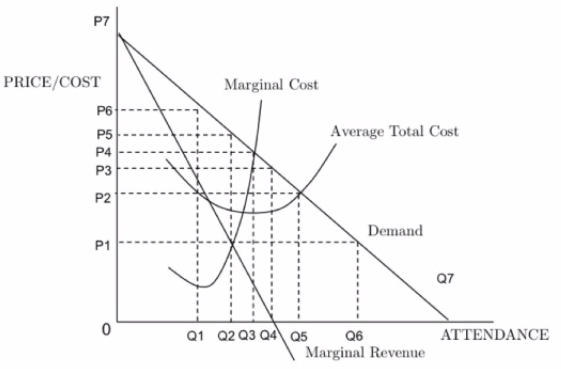 P7
PRICE/COST
Marginal Cost
P6
Average Total Cost
P5
P4
P3
P2
Demand
P1
Q7
0
Q1 Q2 Q3 Q4 Q5 Q6 ATTENDANCE
Marginal Revenue